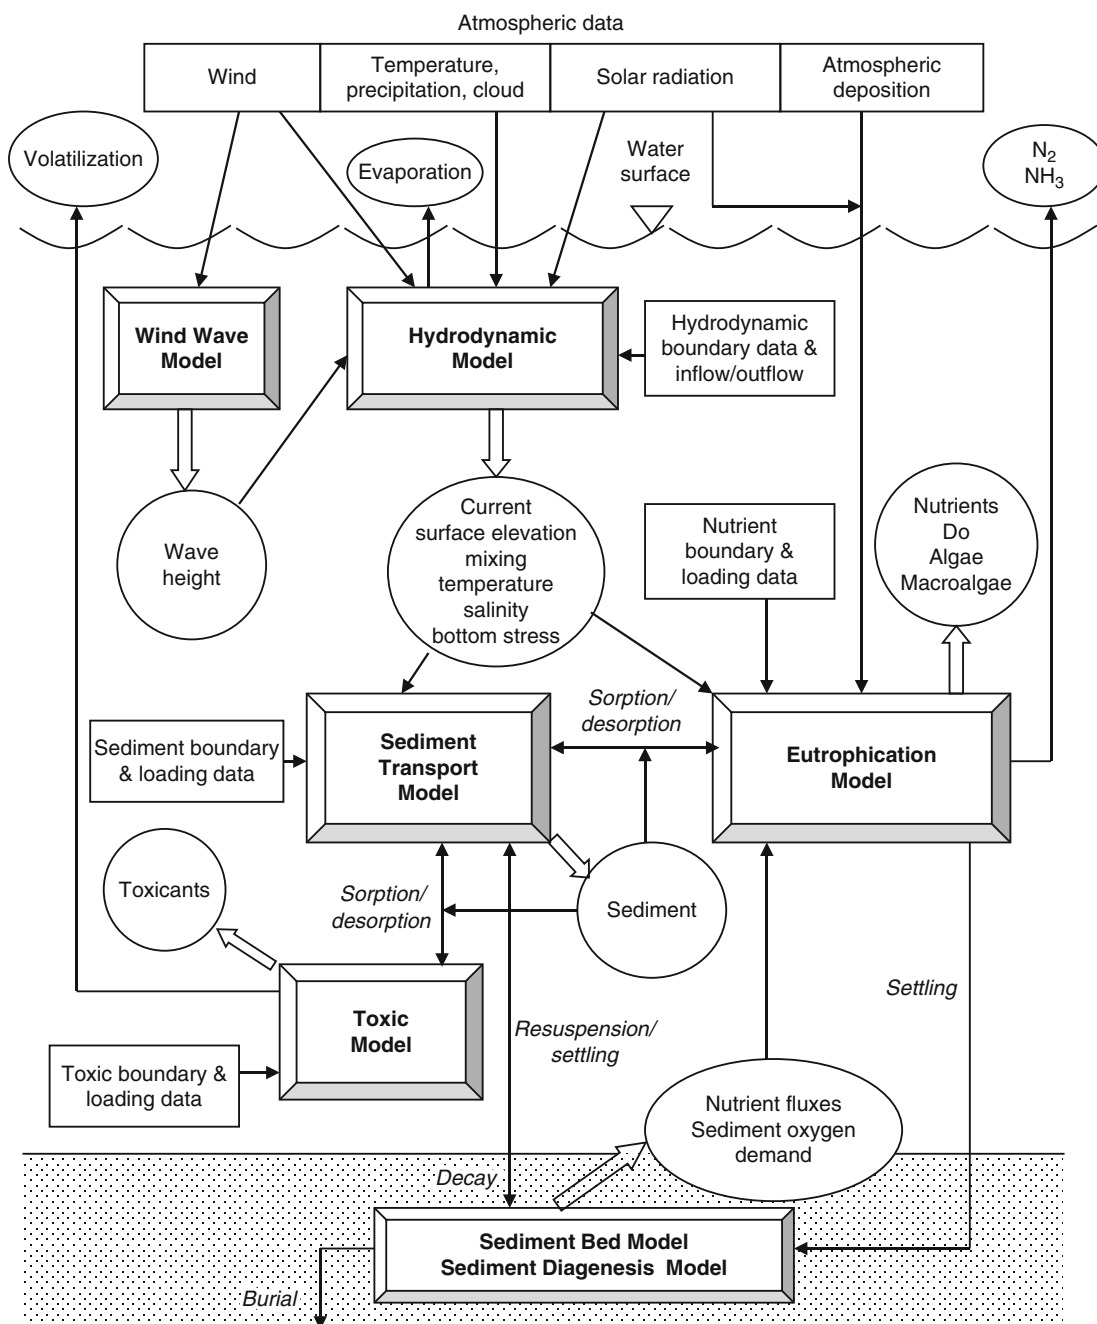 Atmospheric data
Wind
Temperature,
precipitation, cloud
Solar radiation
Atmospheric
deposition
Volatilization
Evaporation
Water
surface
N₂
NH₃
Wind Wave
Model
Hydrodynamic
Model
Hydrodynamic
boundary data &
inflow/outflow
Wave
height
Current
surface elevation
mixing
temperature
salinity
bottom stress
Nutrient
boundary &
loading data
Nutrients
Do
Algae
Macroalgae
Sediment boundary
& loading data
Sediment
Transport
Model
Sorption/
desorption
Eutrophication
Model
Toxicants
Sorption/
desorption
Sediment
Settling
Toxic
Model
Resuspension/
settling
Toxic boundary &
loading data
Nutrient fluxes
Sediment oxygen
demand
Decay
Sediment Bed Model
Sediment Diagenesis Model
Burial